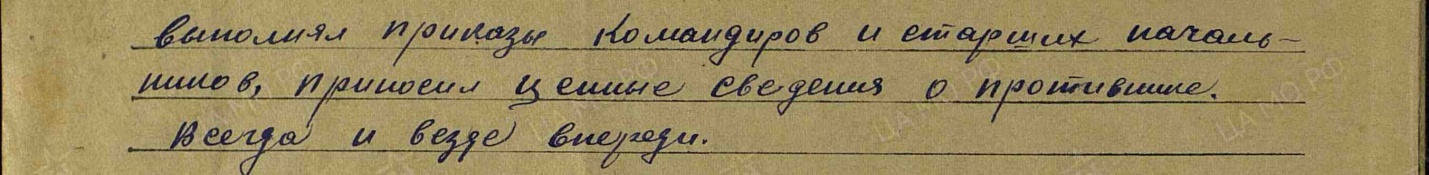 выполнял приказы Командиров и старших началь-
ников, приносил ценные сведения о противнике.
Всегда и везде впереди.